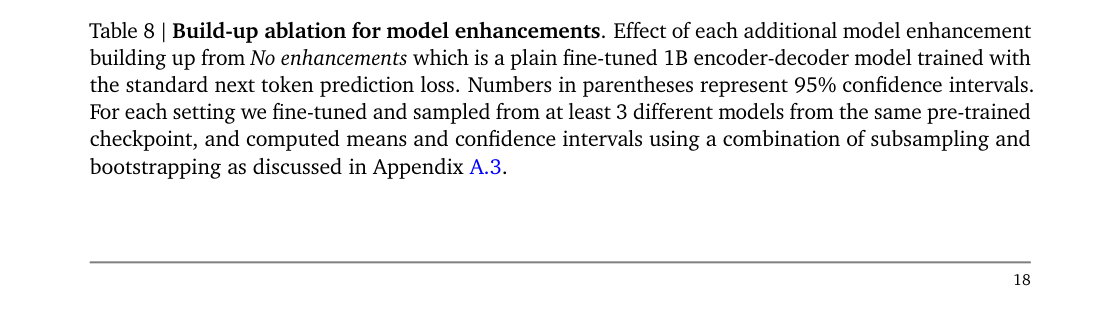 Table 8 | Build-up ablation for model enhancements. Effect of each additional model enhancement
building up from No enhancements which is a plain fine-tuned 1B encoder-decoder model trained with
the standard next token prediction loss. Numbers in parentheses represent 95% confidence intervals.
For each setting we fine-tuned and sampled from at least 3 different models from the same pre-trained
checkpoint, and computed means and confidence intervals using a combination of subsampling and
bootstrapping as discussed in Appendix A.3.
18